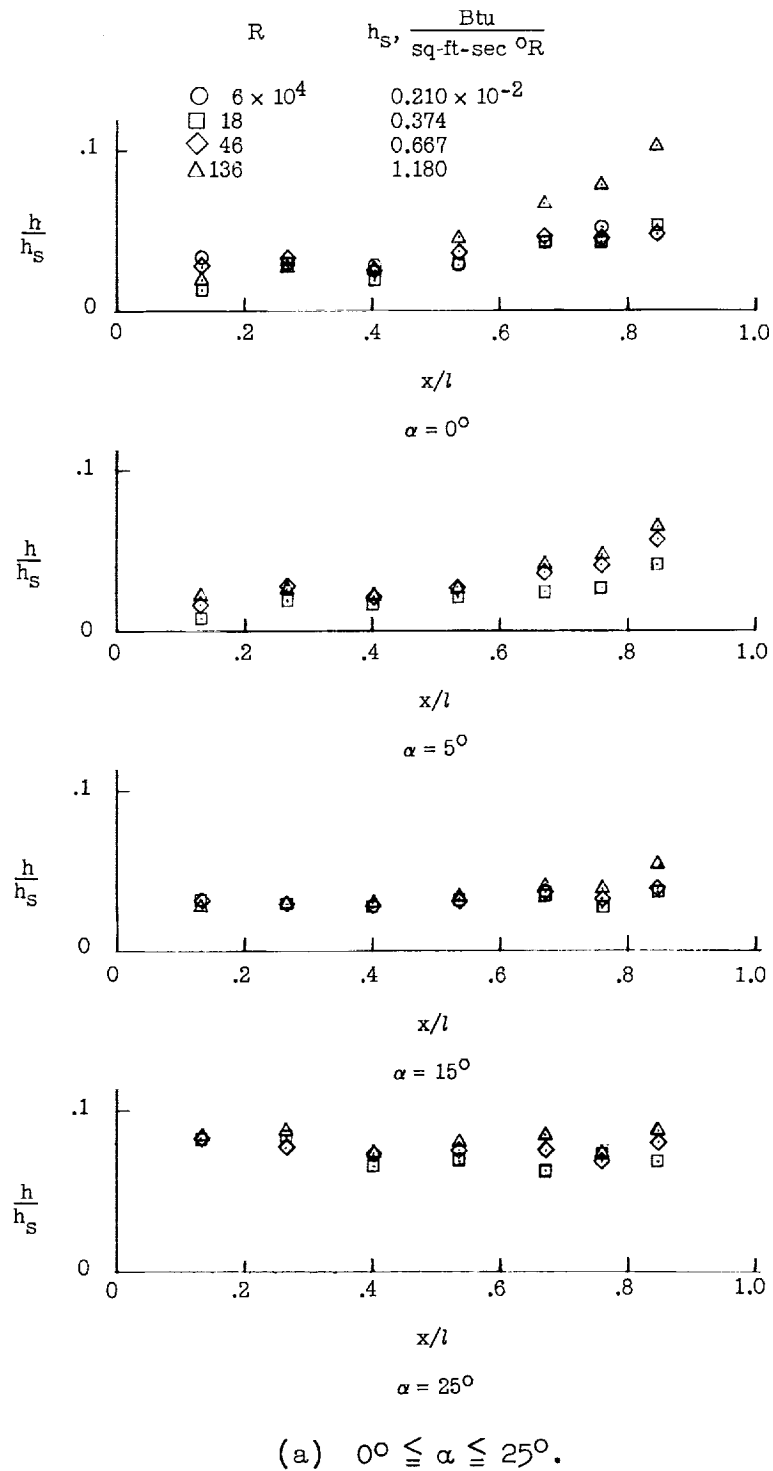 R h_s, Btu
sq-ft-sec °R
○ 6 × 10^4 0.210 × 10^-2
□ 18 0.374
◇ 46 0.667
△ 136 1.180
.1
h
h_s
0
0 .2 .4 .6 .8 1.0
x/l
α = 0°
.1
h
h_s
0
0 .2 .4 .6 .8 1.0
x/l
α = 5°
.1
h
h_s
0
0 .2 .4 .6 .8 1.0
x/l
α = 15°
.1
h
h_s
0
0 .2 .4 .6 .8 1.0
x/l
α = 25°
(a) 0° ≦ α ≦ 25°.